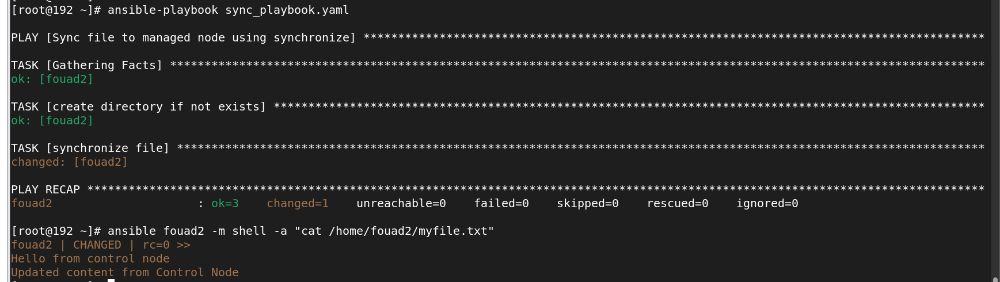 [root@192 ~]# ansible-playbook sync_playbook.yaml
PLAY [Sync file to managed node using synchronize] ******************************************************************************************
TASK [Gathering Facts] **********************************************************************************************************************
ok: [fouad2]
TASK [create directory if not exists] *******************************************************************************************************
ok: [fouad2]
TASK [synchronize file] *********************************************************************************************************************
changed: [fouad2]
PLAY RECAP **********************************************************************************************************************************
fouad2                     : ok=3    changed=1    unreachable=0    failed=0    skipped=0    rescued=0    ignored=0
[root@192 ~]# ansible fouad2 -m shell -a "cat /home/fouad2/myfile.txt"
fouad2 | CHANGED | rc=0 >>
Hello from control node
Updated content from Control Node